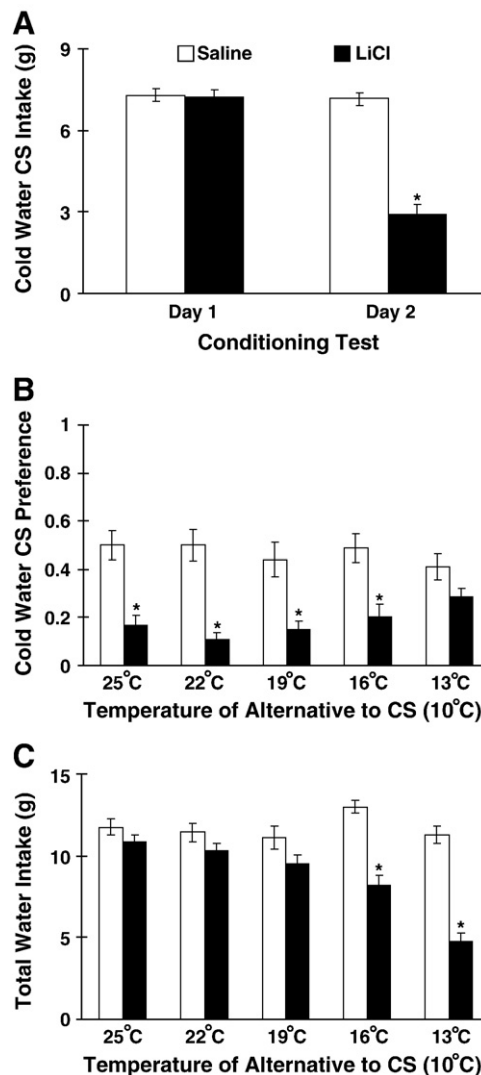 A
Saline
LiCl
Cold Water CS Intake (g)
9
6
3
0
*
Day 1
Day 2
Conditioning Test
B
Cold Water CS Preference
1
0.8
0.6
0.4
0.2
0
*
*
*
*
25°C
22°C
19°C
16°C
13°C
Temperature of Alternative to CS (10°C)
C
Total Water Intake (g)
15
10
5
0
*
*
25°C
22°C
19°C
16°C
13°C
Temperature of Alternative to CS (10°C)